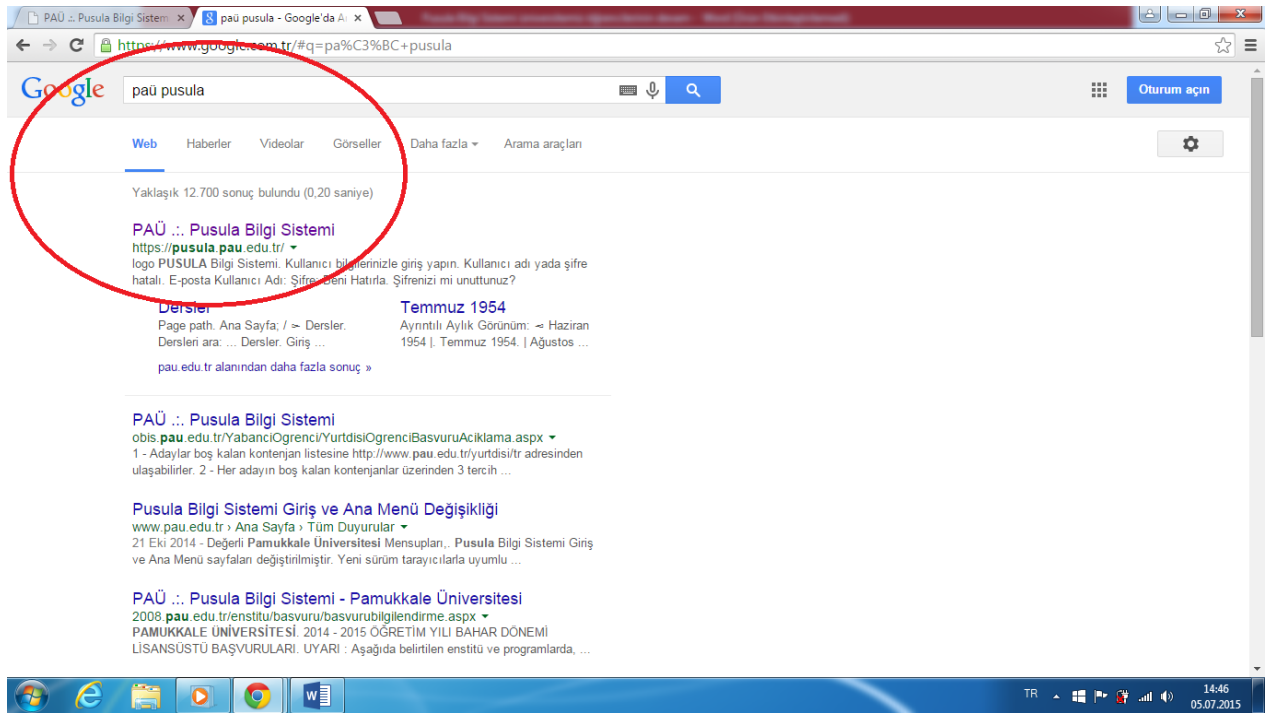 PAÜ .:. Pusula Bilgi Sistem
paü pusula - Google'da A
https://www.google.com.tr/#q=pa%C3%BC+pusula
Google
paü pusula
Oturum açın
Web Haberler Videolar Görseller Daha fazla Arama araçları
Yaklaşık 12.700 sonuç bulundu (0,20 saniye)
PAÜ .:. Pusula Bilgi Sistemi
https://pusula.pau.edu.tr/
logo PUSULA Bilgi Sistemi. Kullanıcı bilgilerinizle giriş yapın. Kullanıcı adı yada şifre
hatalı. E-posta Kullanıcı Adı: Şifre: Beni Hatırla. Şifrenizi mi unuttunuz?
Dersler
Page path. Ana Sayfa; / ➢ Dersler.
Dersleri ara: ... Dersler. Giriş ...
Temmuz 1954
Ayrıntılı Aylık Görünüm: ◅ Haziran
1954 |. Temmuz 1954. | Ağustos ...
pau.edu.tr alanından daha fazla sonuç »
PAÜ .:. Pusula Bilgi Sistemi
obis.pau.edu.tr/YabanciOgrenci/YurtdisiOgrenciBasvuruAciklama.aspx
1 - Adaylar boş kalan kontenjan listesine http://www.pau.edu.tr/yurtdisi/tr adresinden
ulaşabilirler. 2 - Her adayın boş kalan kontenjanlar üzerinden 3 tercih ...
Pusula Bilgi Sistemi Giriş ve Ana Menü Değişikliği
www.pau.edu.tr › Ana Sayfa › Tüm Duyurular
21 Eki 2014 - Değerli Pamukkale Üniversitesi Mensupları,. Pusula Bilgi Sistemi Giriş
ve Ana Menü sayfaları değiştirilmiştir. Yeni sürüm tarayıcılarla uyumlu ...
PAÜ .:. Pusula Bilgi Sistemi - Pamukkale Üniversitesi
2008.pau.edu.tr/enstitu/basvuru/basvurubilgilendirme.aspx
PAMUKKALE ÜNİVERSİTESİ. 2014 - 2015 ÖĞRETİM YILI BAHAR DÖNEMİ
LİSANSÜSTÜ BAŞVURULARI. UYARI : Aşağıda belirtilen enstitü ve programlarda, ...
TR
14:46
05.07.2015